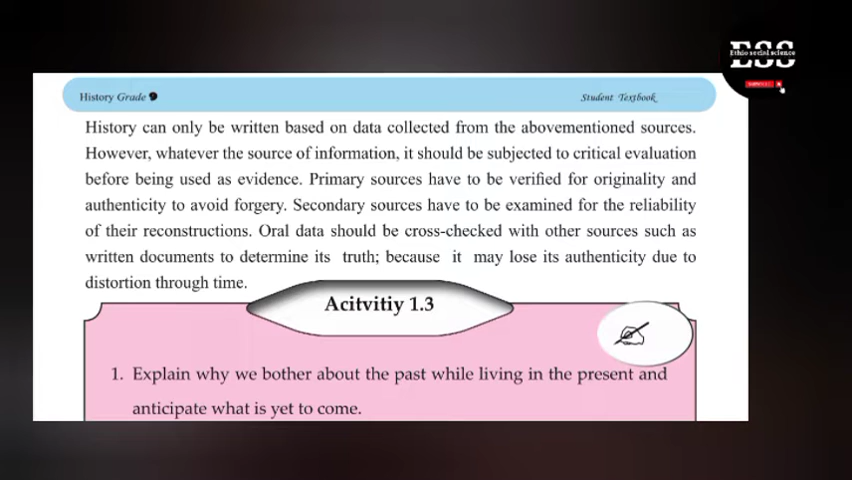 ESS
Ethio social science
History Grade 9
Student Textbook
History can only be written based on data collected from the abovementioned sources.
However, whatever the source of information, it should be subjected to critical evaluation
before being used as evidence. Primary sources have to be verified for originality and
authenticity to avoid forgery. Secondary sources have to be examined for the reliability
of their reconstructions. Oral data should be cross-checked with other sources such as
written documents to determine its truth; because it may lose its authenticity due to
distortion through time.
Acitvitiy 1.3
1. Explain why we bother about the past while living in the present and
anticipate what is yet to come.